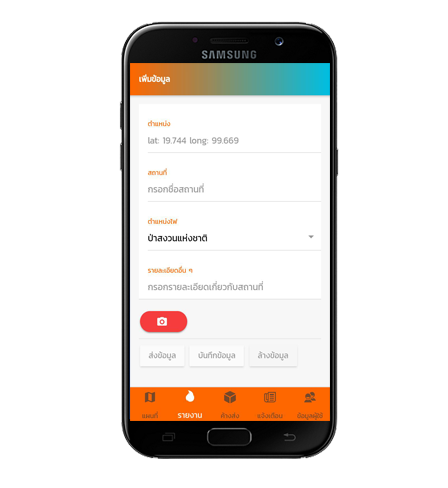 SAMSUNG
เพิ่มข้อมูล
ตำแหน่ง
lat: 19.744 long: 99.669
สถานที่
กรอกชื่อสถานที่
ตำแหน่งไฟ
ป่าสงวนแห่งชาติ
รายละเอียดอื่น ๆ
กรอกรายละเอียดเกี่ยวกับสถานที่
ส่งข้อมูล บันทึกข้อมูล ล้างข้อมูล
แผนที่ รายงาน ค้างส่ง แจ้งเตือน ข้อมูลผู้ใช้